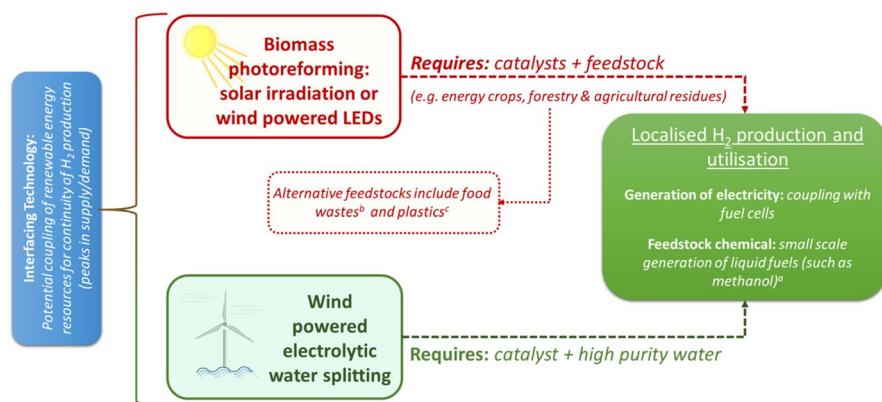 Interfacing Technology:
Potential coupling of renewable energy
resources for continuity of H₂ production
(peaks in supply/demand)
Biomass
photoreforming:
solar irradiation or
wind powered LEDs
Requires: catalysts + feedstock
(e.g. energy crops, forestry & agricultural residues)
Alternative feedstocks include food
wastesᵇ and plasticsᶜ
Localised H₂ production and
utilisation
Generation of electricity: coupling with
fuel cells
Feedstock chemical: small scale
generation of liquid fuels (such as
methanol)ᵃ
Wind
powered
electrolytic
water splitting
Requires: catalyst + high purity water